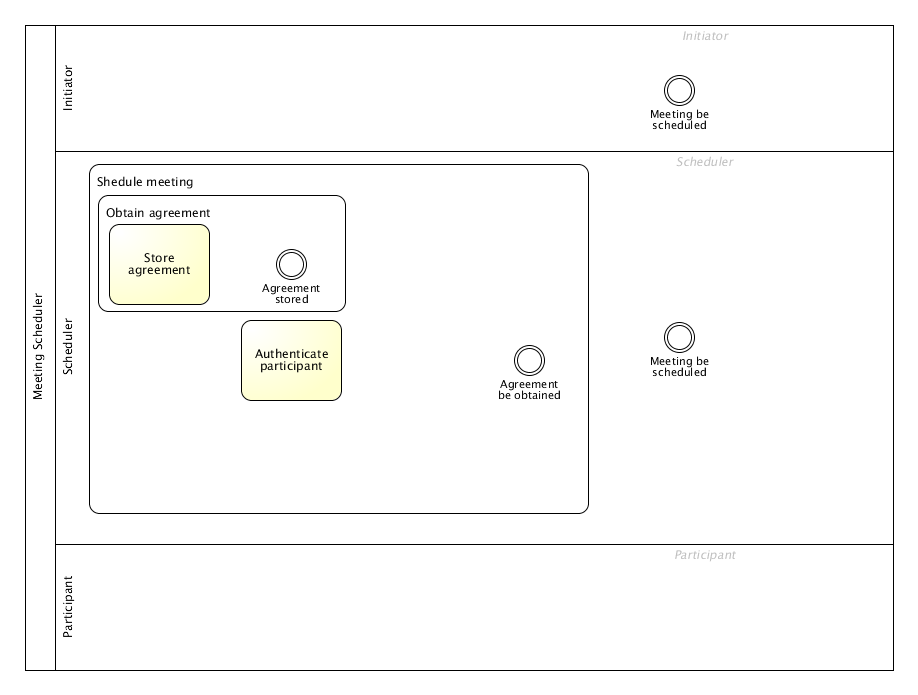 Meeting Scheduler
Initiator
Initiator
Meeting be
scheduled
Scheduler
Scheduler
Shedule meeting
Obtain agreement
Store
agreement
Agreement
stored
Authenticate
participant
Agreement
be obtained
Meeting be
scheduled
Participant
Participant